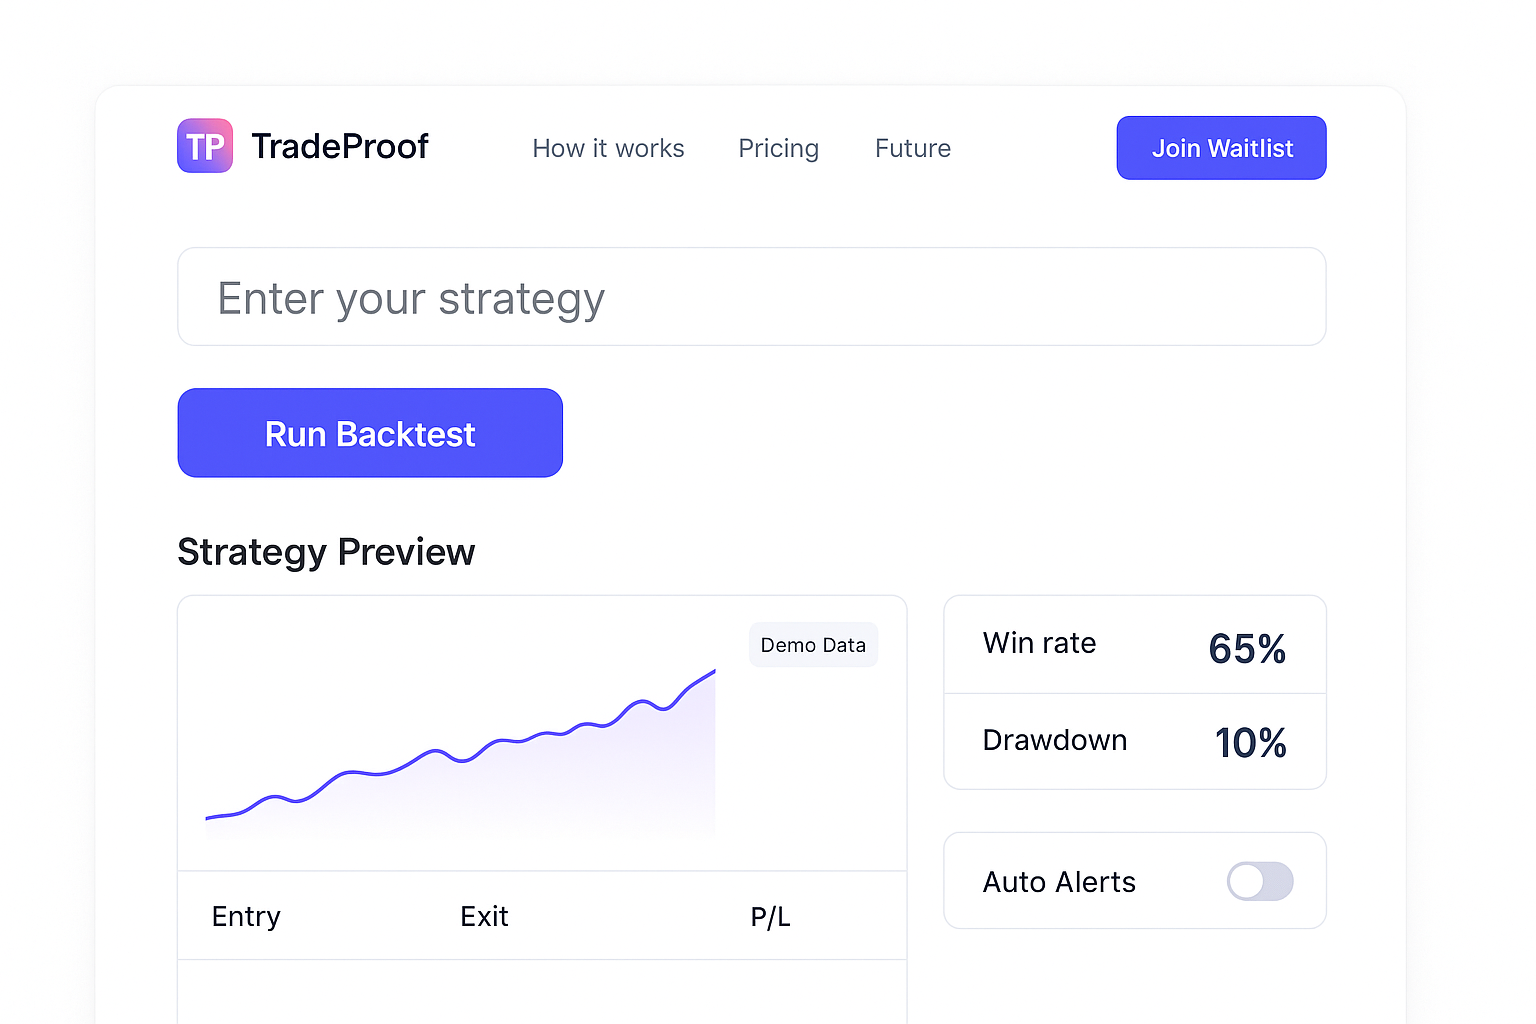 TP TradeProof How it works Pricing Future Join Waitlist
Enter your strategy
Run Backtest
Strategy Preview
Demo Data
Win rate 65%
Drawdown 10%
Auto Alerts
Entry Exit P/L